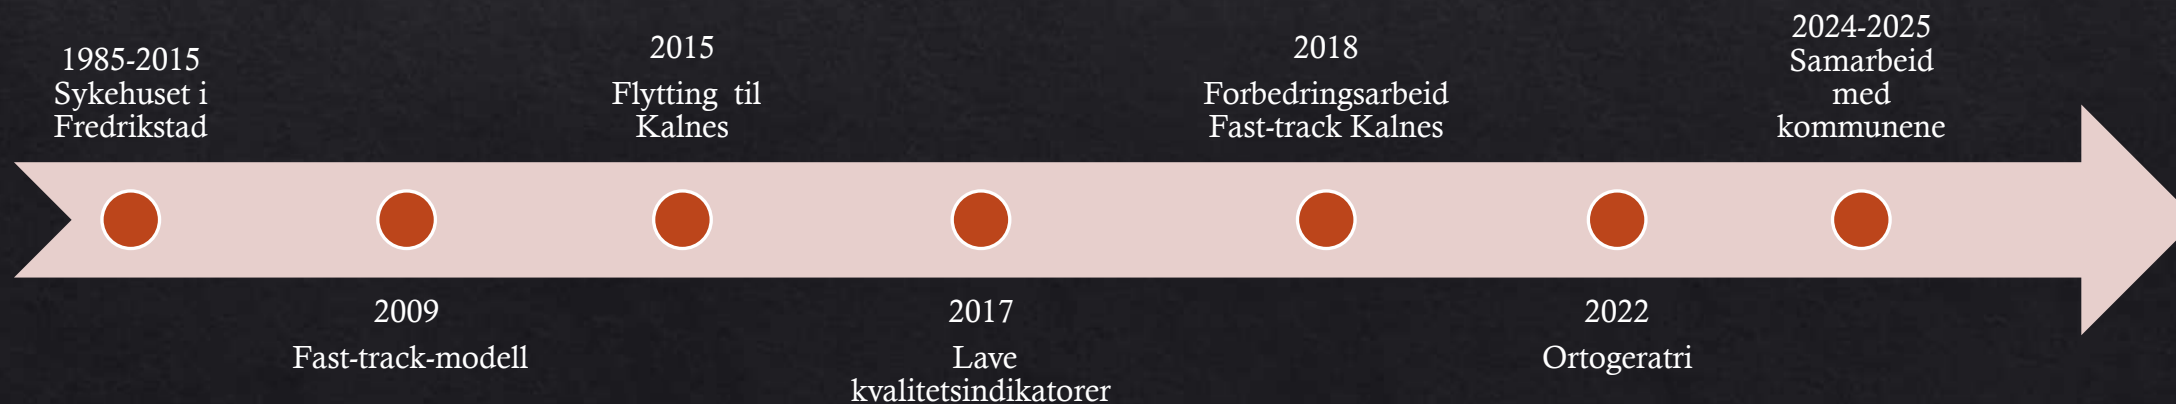 1985-2015
Sykehuset i
Fredrikstad
2009
Fast-track-modell
2015
Flytting til
Kalnes
2017
Lave
kvalitetsindikatorer
2018
Forbedringsarbeid
Fast-track Kalnes
2022
Ortogeratri
2024-2025
Samarbeid
med
kommunene